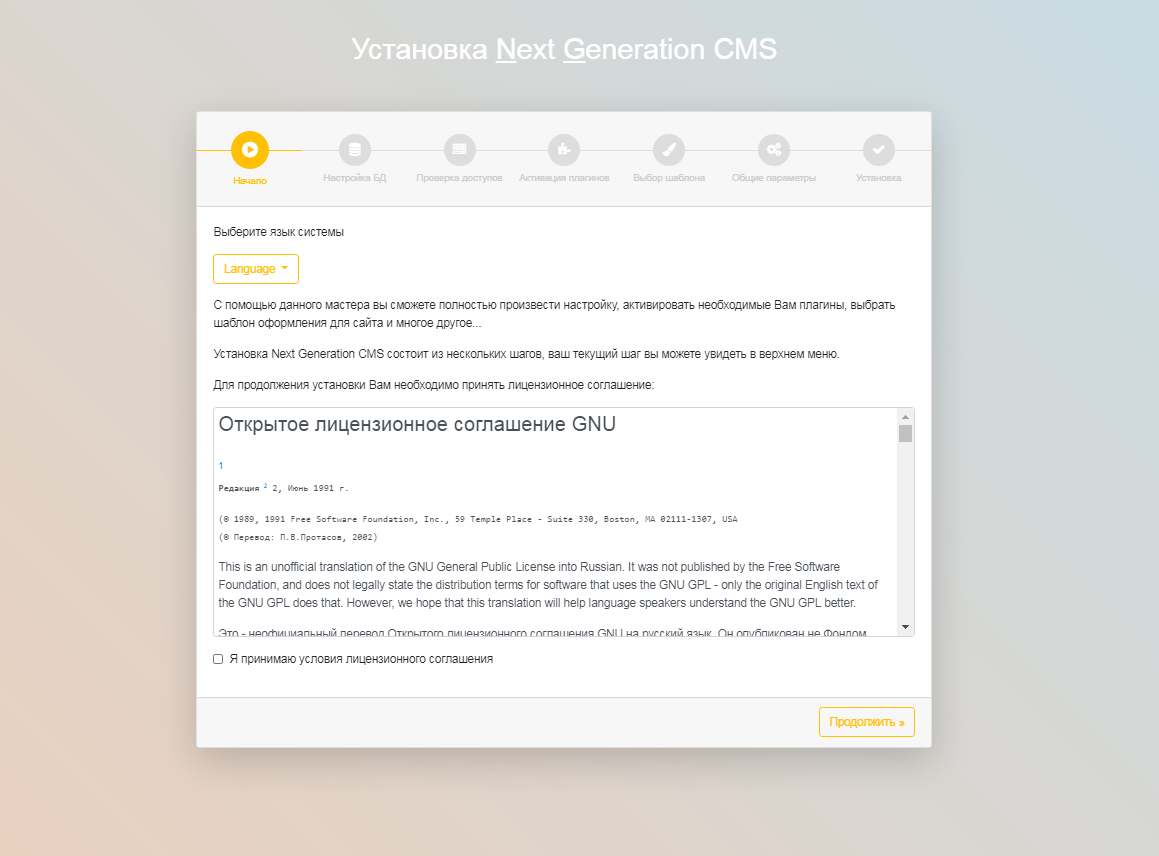 Установка Next Generation CMS
Начало
Настройка БД
Проверка доступов
Активация плагинов
Выбор шаблона
Общие параметры
Установка
Выберите язык системы
Language
С помощью данного мастера вы сможете полностью произвести настройку, активировать необходимые Вам плагины, выбрать
шаблон оформления для сайта и многое другое...
Установка Next Generation CMS состоит из нескольких шагов, ваш текущий шаг вы можете увидеть в верхнем меню.
Для продолжения установки Вам необходимо принять лицензионное соглашение:
Открытое лицензионное соглашение GNU
1
Редакция 2 2, Июнь 1991 г.
(© 1989, 1991 Free Software Foundation, Inc., 59 Temple Place - Suite 330, Boston, MA 02111-1307, USA
(© Перевод: П.В.Протасов, 2002)
This is an unofficial translation of the GNU General Public License into Russian. It was not published by the Free Software
Foundation, and does not legally state the distribution terms for software that uses the GNU GPL - only the original English text of
the GNU GPL does that. However, we hope that this translation will help language speakers understand the GNU GPL better.
Это - неофициальный перевод Открытого лицензионного соглашения GNU на русский язык. Он опубликован не Фондом
Я принимаю условия лицензионного соглашения
Продолжить »